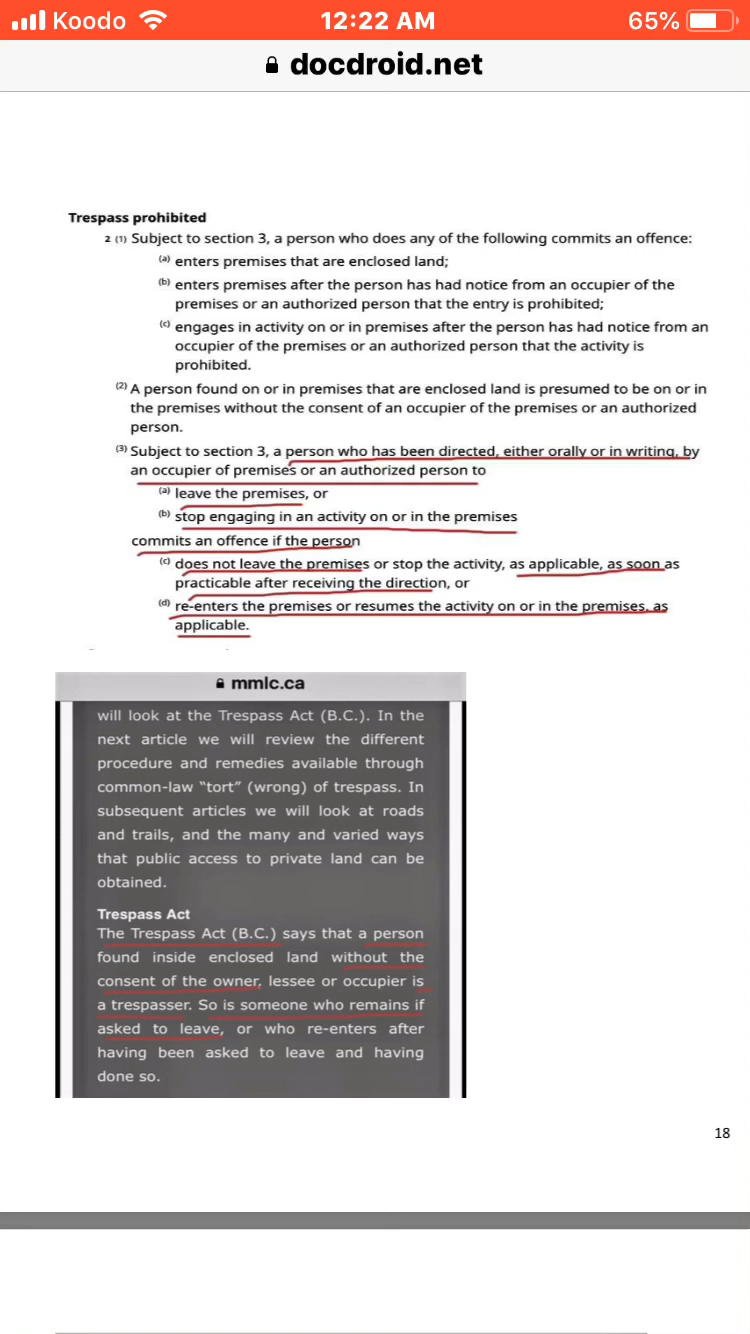 Koodo 12:22 AM 65%
docdroid.net
Trespass prohibited
2 (1) Subject to section 3, a person who does any of the following commits an offence:
(a) enters premises that are enclosed land;
(b) enters premises after the person has had notice from an occupier of the
premises or an authorized person that the entry is prohibited;
(c) engages in activity on or in premises after the person has had notice from an
occupier of the premises or an authorized person that the activity is
prohibited.
(2) A person found on or in premises that are enclosed land is presumed to be on or in
the premises without the consent of an occupier of the premises or an authorized
person.
(3) Subject to section 3, a person who has been directed, either orally or in writing, by
an occupier of premises or an authorized person to
(a) leave the premises, or
(b) stop engaging in an activity on or in the premises
commits an offence if the person
(c) does not leave the premises or stop the activity, as applicable, as soon as
practicable after receiving the direction, or
(d) re-enters the premises or resumes the activity on or in the premises, as
applicable.
mmlc.ca
will look at the Trespass Act (B.C.). In the
next article we will review the different
procedure and remedies available through
common-law "tort" (wrong) of trespass. In
subsequent articles we will look at roads
and trails, and the many and varied ways
that public access to private land can be
obtained.
Trespass Act
The Trespass Act (B.C.) says that a person
found inside enclosed land without the
consent of the owner, lessee or occupier is
a trespasser. So is someone who remains if
asked to leave, or who re-enters after
having been asked to leave and having
done so.
18